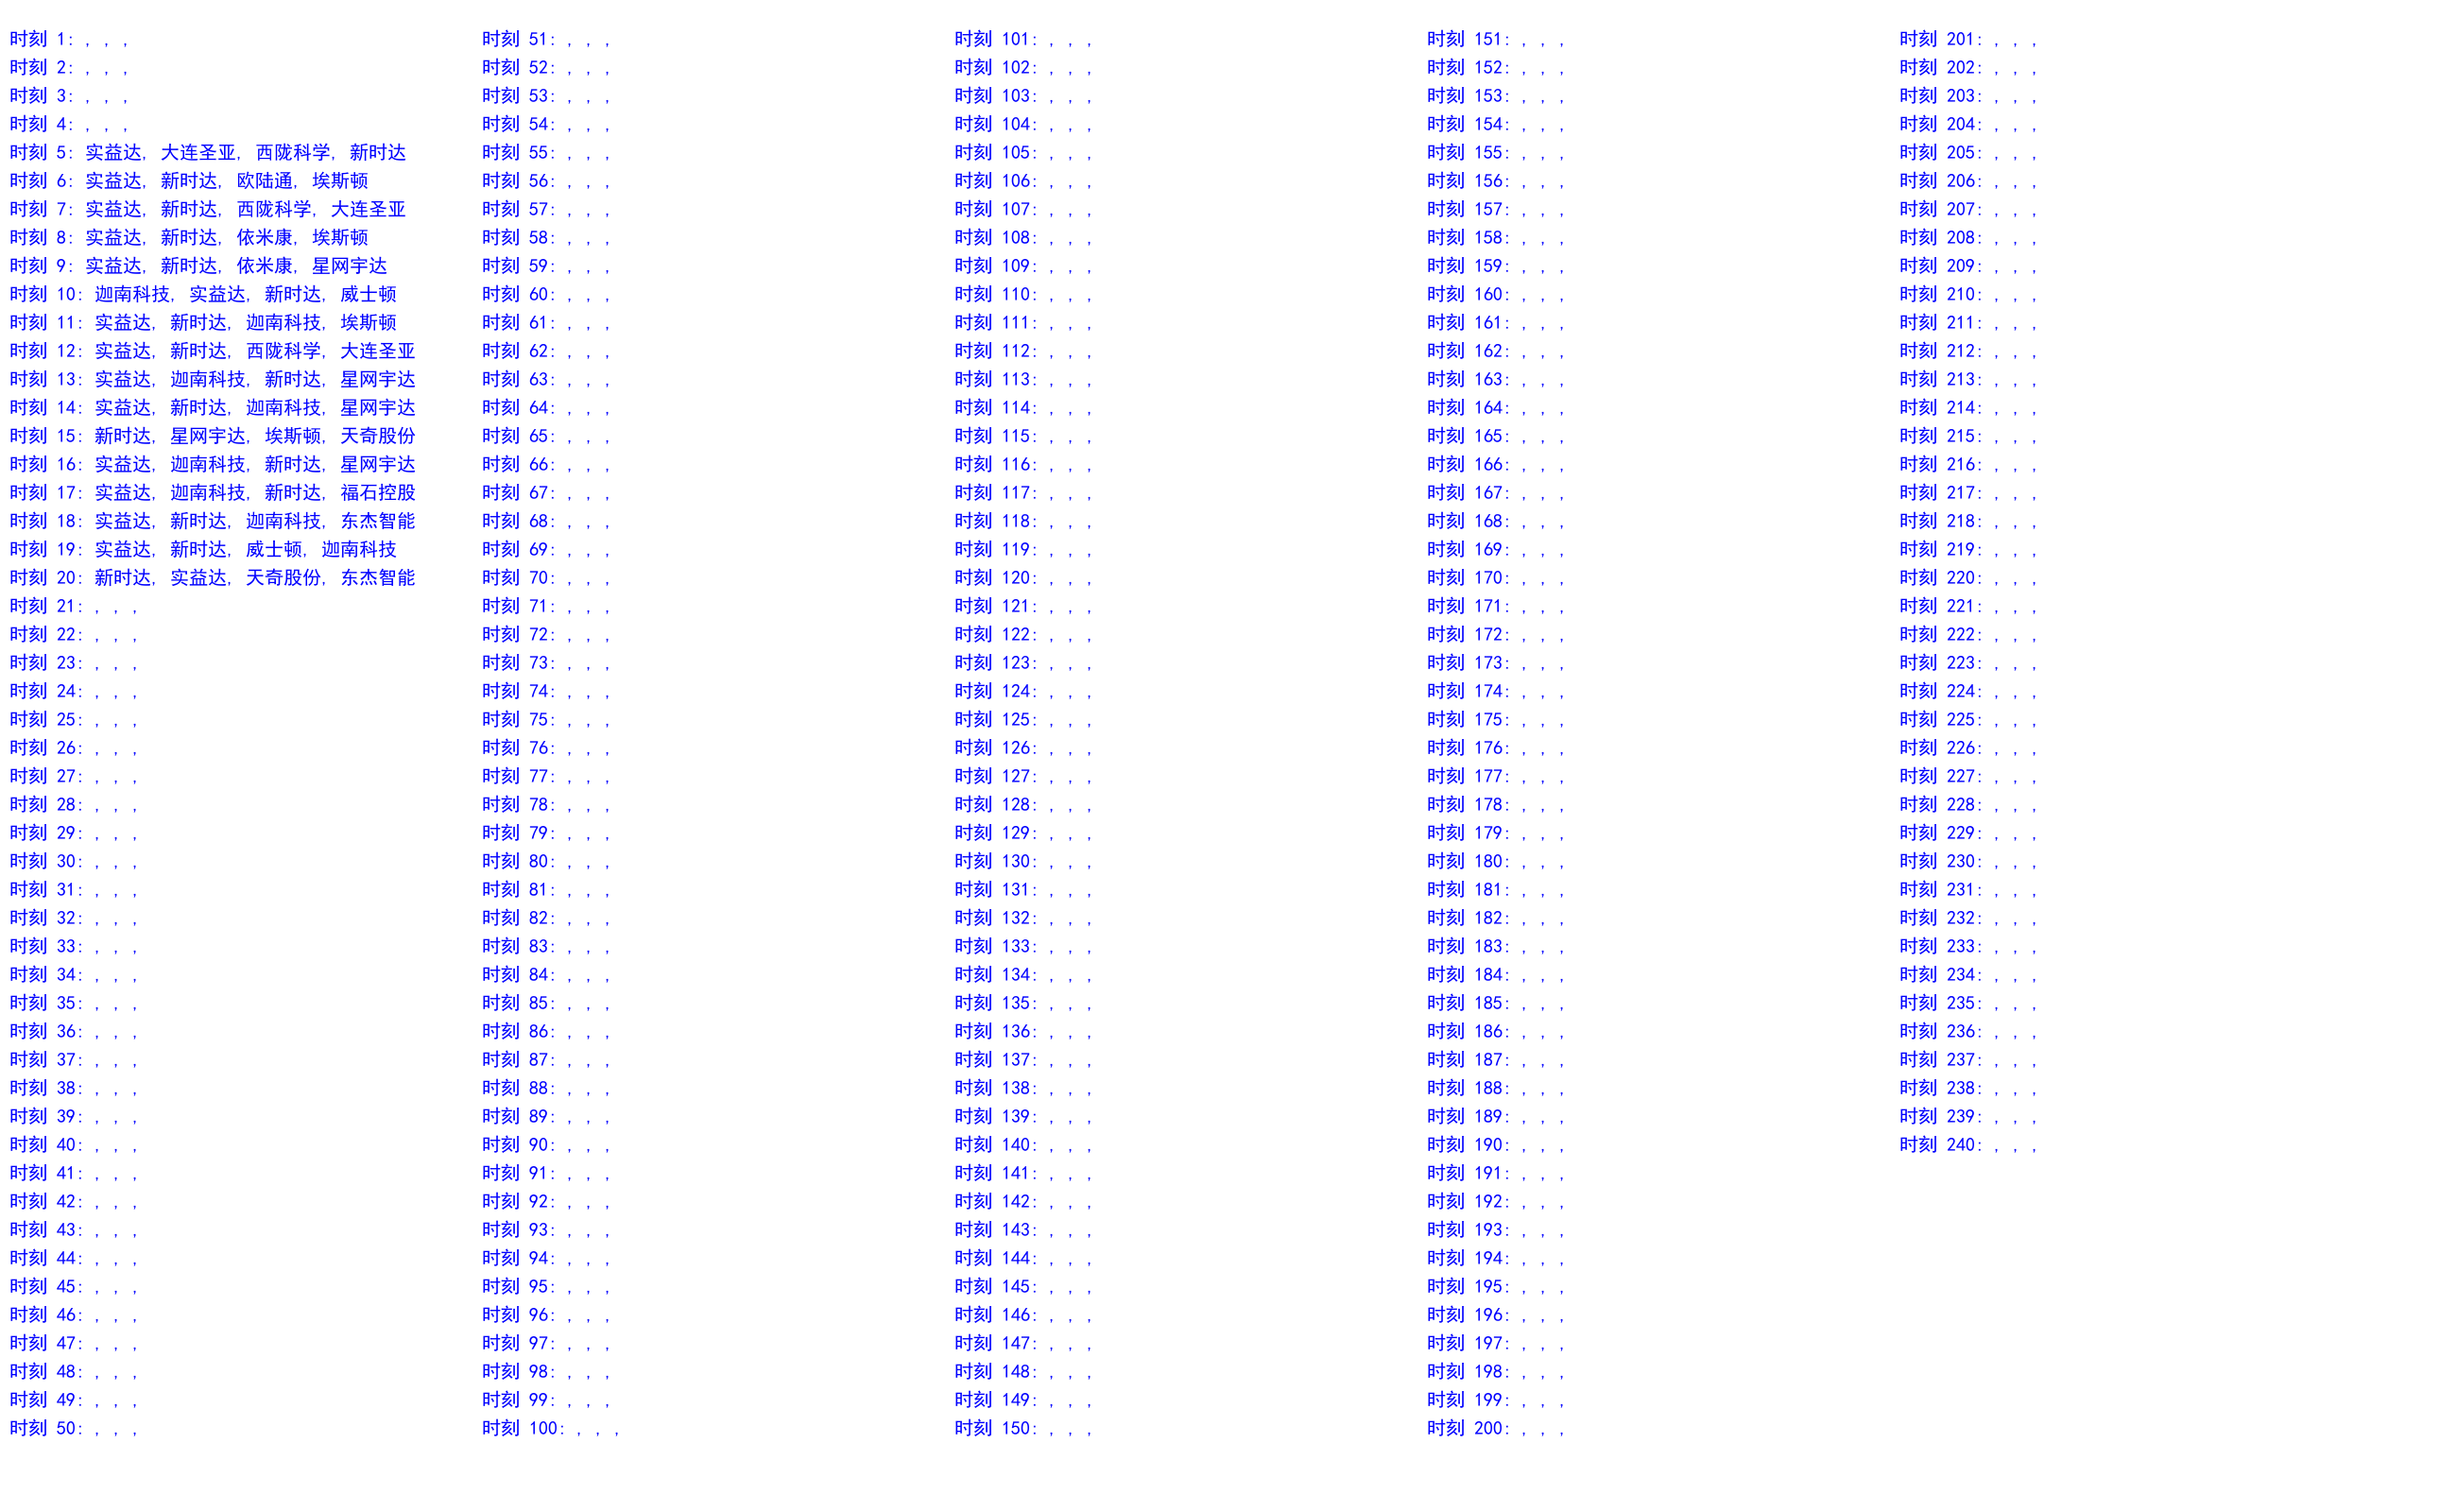 时刻 1: , , ,
时刻 2: , , ,
时刻 3: , , ,
时刻 4: , , ,
时刻 5: 实益达, 大连圣亚, 西陇科学, 新时达
时刻 6: 实益达, 新时达, 欧陆通, 埃斯顿
时刻 7: 实益达, 新时达, 西陇科学, 大连圣亚
时刻 8: 实益达, 新时达, 依米康, 埃斯顿
时刻 9: 实益达, 新时达, 依米康, 星网宇达
时刻 10: 迦南科技, 实益达, 新时达, 威士顿
时刻 11: 实益达, 新时达, 迦南科技, 埃斯顿
时刻 12: 实益达, 新时达, 西陇科学, 大连圣亚
时刻 13: 实益达, 迦南科技, 新时达, 星网宇达
时刻 14: 实益达, 新时达, 迦南科技, 星网宇达
时刻 15: 新时达, 星网宇达, 埃斯顿, 天奇股份
时刻 16: 实益达, 迦南科技, 新时达, 星网宇达
时刻 17: 实益达, 迦南科技, 新时达, 福石控股
时刻 18: 实益达, 新时达, 迦南科技, 东杰智能
时刻 19: 实益达, 新时达, 威士顿, 迦南科技
时刻 20: 新时达, 实益达, 天奇股份, 东杰智能
时刻 21: , , ,
时刻 22: , , ,
时刻 23: , , ,
时刻 24: , , ,
时刻 25: , , ,
时刻 26: , , ,
时刻 27: , , ,
时刻 28: , , ,
时刻 29: , , ,
时刻 30: , , ,
时刻 31: , , ,
时刻 32: , , ,
时刻 33: , , ,
时刻 34: , , ,
时刻 35: , , ,
时刻 36: , , ,
时刻 37: , , ,
时刻 38: , , ,
时刻 39: , , ,
时刻 40: , , ,
时刻 41: , , ,
时刻 42: , , ,
时刻 43: , , ,
时刻 44: , , ,
时刻 45: , , ,
时刻 46: , , ,
时刻 47: , , ,
时刻 48: , , ,
时刻 49: , , ,
时刻 50: , , ,
时刻 51: , , ,
时刻 52: , , ,
时刻 53: , , ,
时刻 54: , , ,
时刻 55: , , ,
时刻 56: , , ,
时刻 57: , , ,
时刻 58: , , ,
时刻 59: , , ,
时刻 60: , , ,
时刻 61: , , ,
时刻 62: , , ,
时刻 63: , , ,
时刻 64: , , ,
时刻 65: , , ,
时刻 66: , , ,
时刻 67: , , ,
时刻 68: , , ,
时刻 69: , , ,
时刻 70: , , ,
时刻 71: , , ,
时刻 72: , , ,
时刻 73: , , ,
时刻 74: , , ,
时刻 75: , , ,
时刻 76: , , ,
时刻 77: , , ,
时刻 78: , , ,
时刻 79: , , ,
时刻 80: , , ,
时刻 81: , , ,
时刻 82: , , ,
时刻 83: , , ,
时刻 84: , , ,
时刻 85: , , ,
时刻 86: , , ,
时刻 87: , , ,
时刻 88: , , ,
时刻 89: , , ,
时刻 90: , , ,
时刻 91: , , ,
时刻 92: , , ,
时刻 93: , , ,
时刻 94: , , ,
时刻 95: , , ,
时刻 96: , , ,
时刻 97: , , ,
时刻 98: , , ,
时刻 99: , , ,
时刻 100: , , ,
时刻 101: , , ,
时刻 102: , , ,
时刻 103: , , ,
时刻 104: , , ,
时刻 105: , , ,
时刻 106: , , ,
时刻 107: , , ,
时刻 108: , , ,
时刻 109: , , ,
时刻 110: , , ,
时刻 111: , , ,
时刻 112: , , ,
时刻 113: , , ,
时刻 114: , , ,
时刻 115: , , ,
时刻 116: , , ,
时刻 117: , , ,
时刻 118: , , ,
时刻 119: , , ,
时刻 120: , , ,
时刻 121: , , ,
时刻 122: , , ,
时刻 123: , , ,
时刻 124: , , ,
时刻 125: , , ,
时刻 126: , , ,
时刻 127: , , ,
时刻 128: , , ,
时刻 129: , , ,
时刻 130: , , ,
时刻 131: , , ,
时刻 132: , , ,
时刻 133: , , ,
时刻 134: , , ,
时刻 135: , , ,
时刻 136: , , ,
时刻 137: , , ,
时刻 138: , , ,
时刻 139: , , ,
时刻 140: , , ,
时刻 141: , , ,
时刻 142: , , ,
时刻 143: , , ,
时刻 144: , , ,
时刻 145: , , ,
时刻 146: , , ,
时刻 147: , , ,
时刻 148: , , ,
时刻 149: , , ,
时刻 150: , , ,
时刻 151: , , ,
时刻 152: , , ,
时刻 153: , , ,
时刻 154: , , ,
时刻 155: , , ,
时刻 156: , , ,
时刻 157: , , ,
时刻 158: , , ,
时刻 159: , , ,
时刻 160: , , ,
时刻 161: , , ,
时刻 162: , , ,
时刻 163: , , ,
时刻 164: , , ,
时刻 165: , , ,
时刻 166: , , ,
时刻 167: , , ,
时刻 168: , , ,
时刻 169: , , ,
时刻 170: , , ,
时刻 171: , , ,
时刻 172: , , ,
时刻 173: , , ,
时刻 174: , , ,
时刻 175: , , ,
时刻 176: , , ,
时刻 177: , , ,
时刻 178: , , ,
时刻 179: , , ,
时刻 180: , , ,
时刻 181: , , ,
时刻 182: , , ,
时刻 183: , , ,
时刻 184: , , ,
时刻 185: , , ,
时刻 186: , , ,
时刻 187: , , ,
时刻 188: , , ,
时刻 189: , , ,
时刻 190: , , ,
时刻 191: , , ,
时刻 192: , , ,
时刻 193: , , ,
时刻 194: , , ,
时刻 195: , , ,
时刻 196: , , ,
时刻 197: , , ,
时刻 198: , , ,
时刻 199: , , ,
时刻 200: , , ,
时刻 201: , , ,
时刻 202: , , ,
时刻 203: , , ,
时刻 204: , , ,
时刻 205: , , ,
时刻 206: , , ,
时刻 207: , , ,
时刻 208: , , ,
时刻 209: , , ,
时刻 210: , , ,
时刻 211: , , ,
时刻 212: , , ,
时刻 213: , , ,
时刻 214: , , ,
时刻 215: , , ,
时刻 216: , , ,
时刻 217: , , ,
时刻 218: , , ,
时刻 219: , , ,
时刻 220: , , ,
时刻 221: , , ,
时刻 222: , , ,
时刻 223: , , ,
时刻 224: , , ,
时刻 225: , , ,
时刻 226: , , ,
时刻 227: , , ,
时刻 228: , , ,
时刻 229: , , ,
时刻 230: , , ,
时刻 231: , , ,
时刻 232: , , ,
时刻 233: , , ,
时刻 234: , , ,
时刻 235: , , ,
时刻 236: , , ,
时刻 237: , , ,
时刻 238: , , ,
时刻 239: , , ,
时刻 240: , , ,